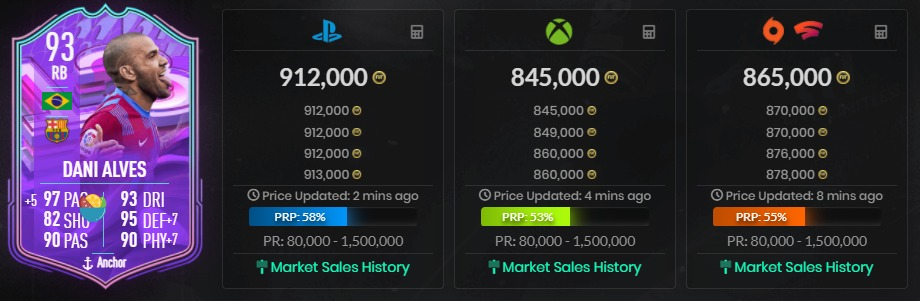 93
RB
DANI ALVES
+5 97 PAC 93 DRI
82 SHO 95 DEF+7
90 PAS 90 PHY+7
Anchor
912,000
912,000
912,000
912,000
913,000
Price Updated: 2 mins ago
PRP: 58%
PR: 80,000 - 1,500,000
Market Sales History
845,000
845,000
849,000
860,000
860,000
Price Updated: 4 mins ago
PRP: 53%
PR: 80,000 - 1,500,000
Market Sales History
865,000
870,000
870,000
876,000
878,000
Price Updated: 8 mins ago
PRP: 55%
PR: 80,000 - 1,500,000
Market Sales History